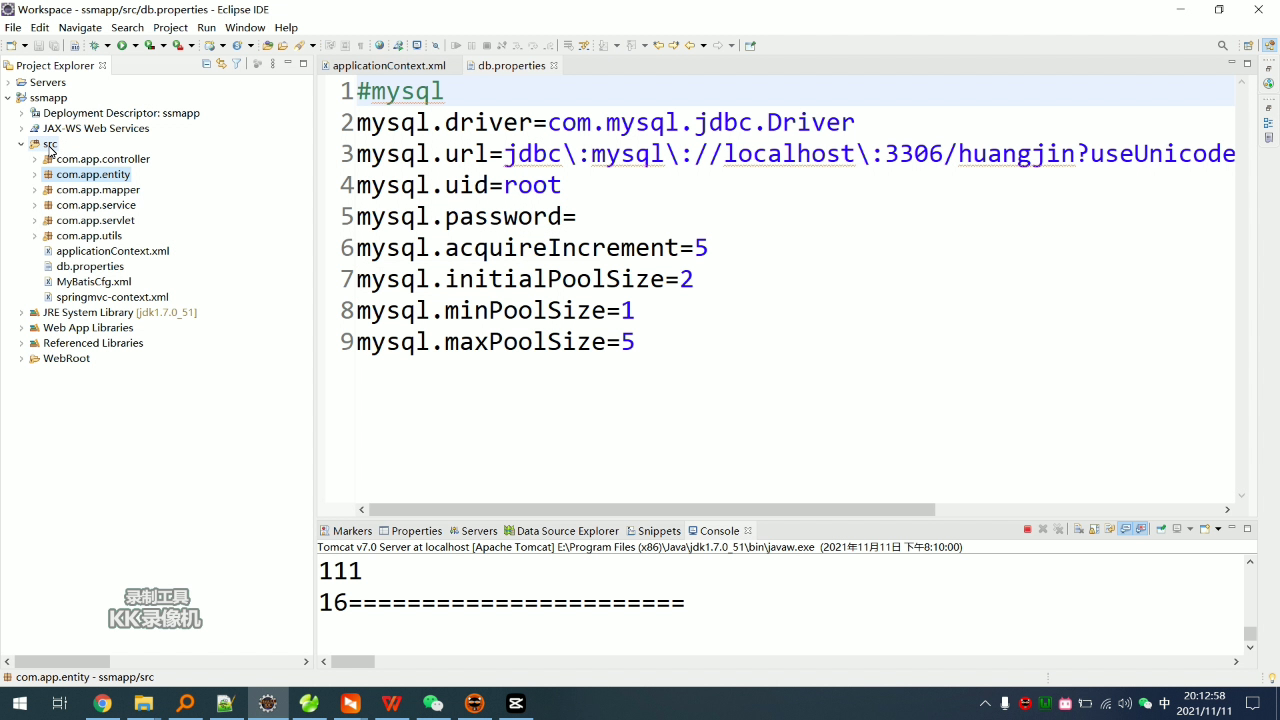 Workspace - ssmapp/src/db.properties - Eclipse IDE
File Edit Navigate Search Project Run Window Help
Project Explorer
applicationContext.xml
db.properties
Servers
ssmapp
Deployment Descriptor: ssmapp
JAX-WS Web Services
src
com.app.controller
com.app.entity
com.app.mapper
com.app.service
com.app.servlet
com.app.utils
applicationContext.xml
db.properties
MyBatisCfg.xml
springmvc-context.xml
JRE System Library [jdk1.7.0_51]
Web App Libraries
Referenced Libraries
WebRoot
1#mysql
2mysql.driver=com.mysql.jdbc.Driver
3mysql.url=jdbc\:mysql\://localhost\:3306/huangjin?useUnicode
4mysql.uid=root
5mysql.password=
6mysql.acquireIncrement=5
7mysql.initialPoolSize=2
8mysql.minPoolSize=1
9mysql.maxPoolSize=5
Markers Properties Servers Data Source Explorer Snippets Console
Tomcat v7.0 Server at localhost [Apache Tomcat] E:\Program Files (x86)\Java\jdk1.7.0_51\bin\javaw.exe (2021年11月11日 下午8:10:00)
111
16=======================
录制工具
KK录像机
com.app.entity - ssmapp/src
中
20:12:58
2021/11/11